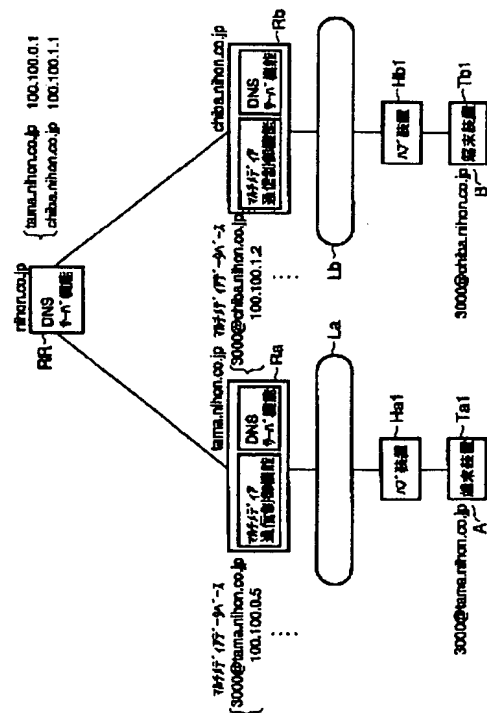 nihon.co.jp
RR
DNS
サーバ機能
tama.nihon.co.jp 100.100.0.1
chiba.nihon.co.jp 100.100.1.1
マルチメディアデータベース
3000@tama.nihon.co.jp
100.100.0.5
tama.nihon.co.jp
マルチメディア
通信制御機能
DNS
サーバ機能
Ra
マルチメディアデータベース
3000@chiba.nihon.co.jp
100.100.1.2
chiba.nihon.co.jp
マルチメディア
通信制御機能
DNS
サーバ機能
Rb
La
Lb
ハブ装置
Ha1
ハブ装置
Hb1
3000@tama.nihon.co.jp
端末装置
Ta1
A
3000@chiba.nihon.co.jp
端末装置
Tb1
B